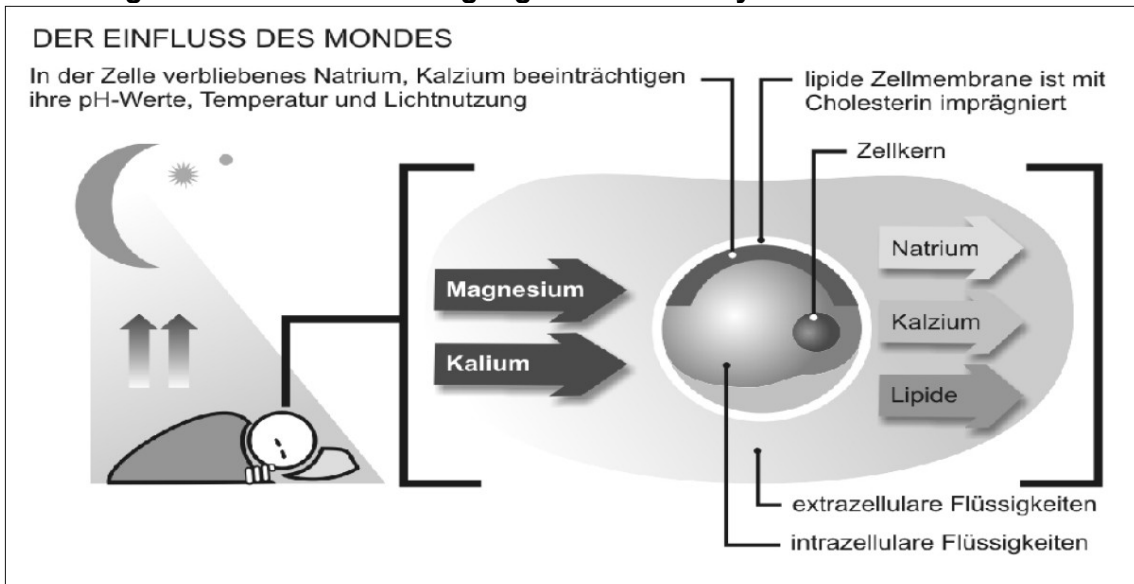 DER EINFLUSS DES MONDES
In der Zelle verbliebenes Natrium, Kalzium beeinträchtigen
ihre pH-Werte, Temperatur und Lichtnutzung
lipide Zellmembrane ist mit
Cholesterin imprägniert
Zellkern
Magnesium
Kalium
Natrium
Kalzium
Lipide
extrazellulare Flüssigkeiten
intrazellulare Flüssigkeiten